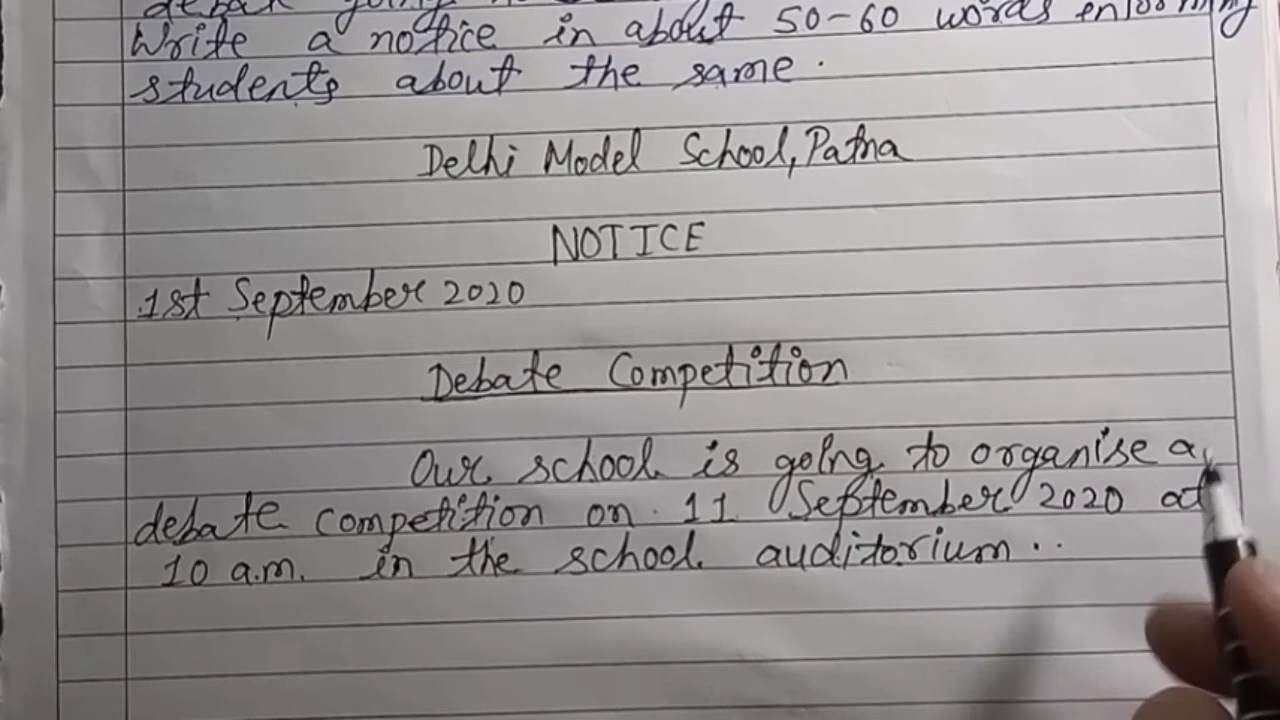 debate going
Write a notice in about 50-60 words
students about the same.
Delhi Model School, Patna
NOTICE
1st September 2020
Debate Competition
Our school is going to organise a
debate competition on 11 September 2020 at
10 a.m. in the school auditorium..